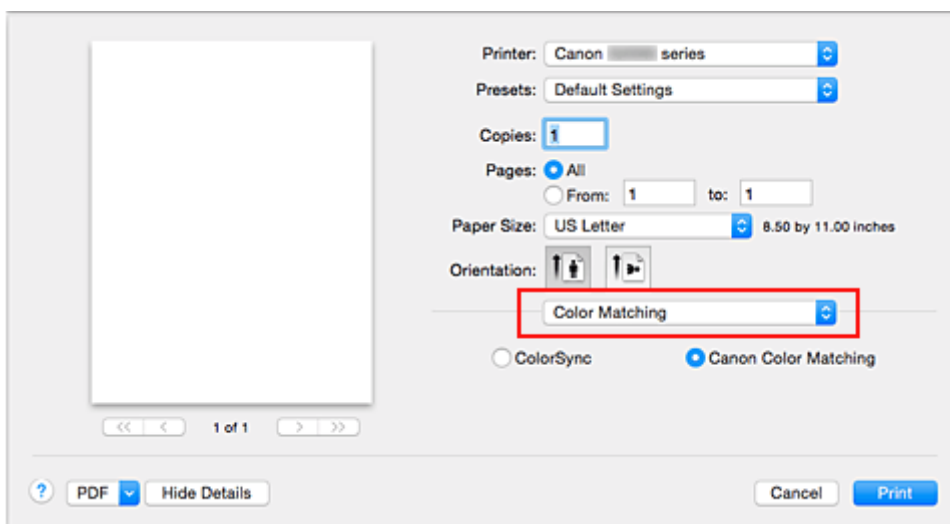 Printer: Canon series
Presets: Default Settings
Copies: 1
Pages: All
From: 1 to: 1
Paper Size: US Letter 8.50 by 11.00 inches
Orientation:
Color Matching
ColorSync Canon Color Matching
<< < 1 of 1 > >>
? PDF Hide Details Cancel Print